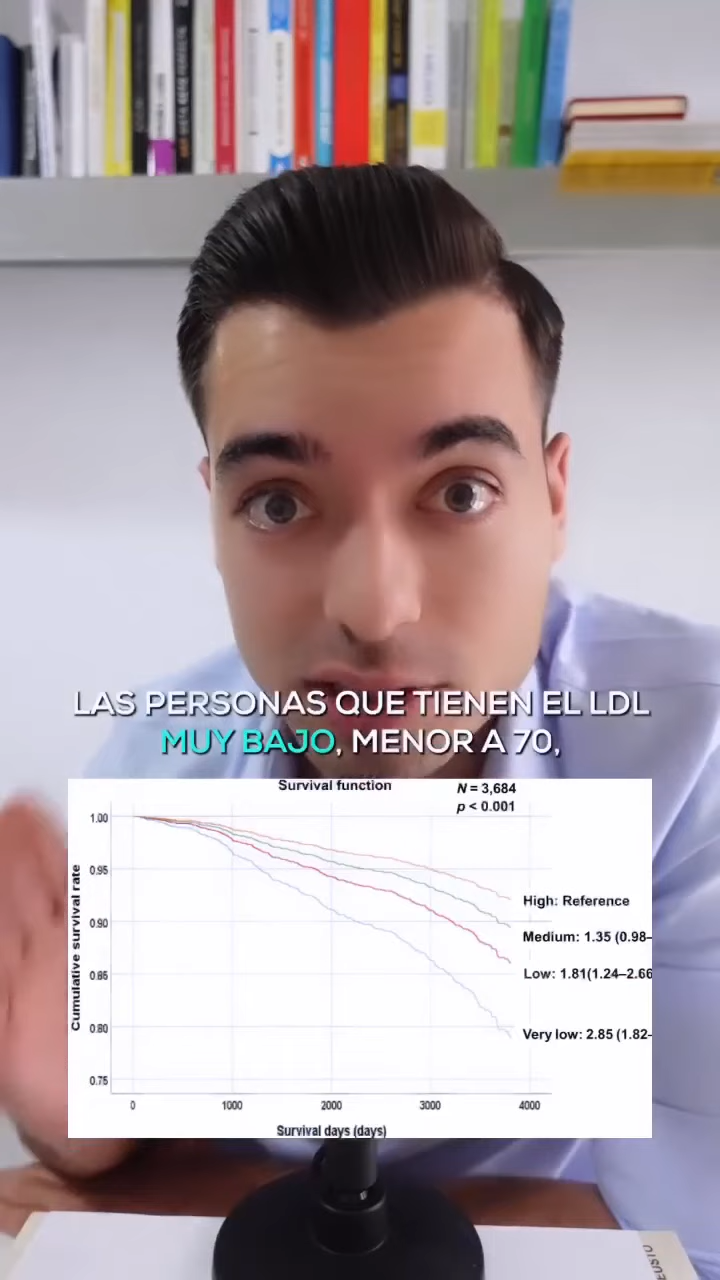 LAS PERSONAS QUE TIENEN EL LDL
MUY BAJO, MENOR A 70,
Survival function
N = 3,684
p < 0.001
1.00
0.95
0.90
0.85
0.80
0.75
Cumulative survival rate
High: Reference
Medium: 1.35 (0.98–
Low: 1.81(1.24–2.66
Very low: 2.85 (1.82–
0 1000 2000 3000 4000
Survival days (days)